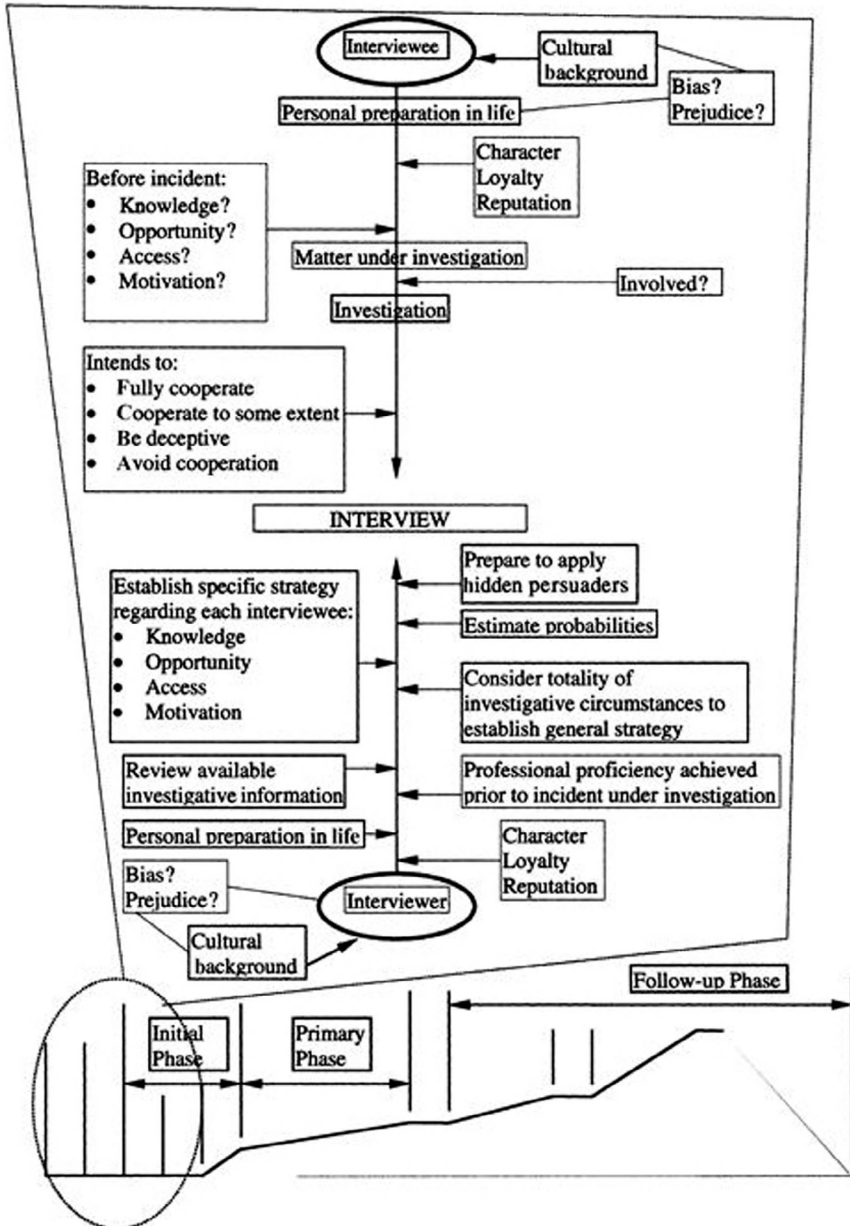 Interviewee
Cultural
background
Bias?
Prejudice?
Personal preparation in life
Character
Loyalty
Reputation
Before incident:
• Knowledge?
• Opportunity?
• Access?
• Motivation?
Matter under investigation
Involved?
Investigation
Intends to:
• Fully cooperate
• Cooperate to some extent
• Be deceptive
• Avoid cooperation
INTERVIEW
Prepare to apply
hidden persuaders
Establish specific strategy
regarding each interviewee:
• Knowledge
• Opportunity
• Access
• Motivation
Estimate probabilities
Consider totality of
investigative circumstances to
establish general strategy
Review available
investigative information
Professional proficiency achieved
prior to incident under investigation
Personal preparation in life
Character
Loyalty
Reputation
Bias?
Prejudice?
Interviewer
Cultural
background
Follow-up Phase
Initial
Phase
Primary
Phase